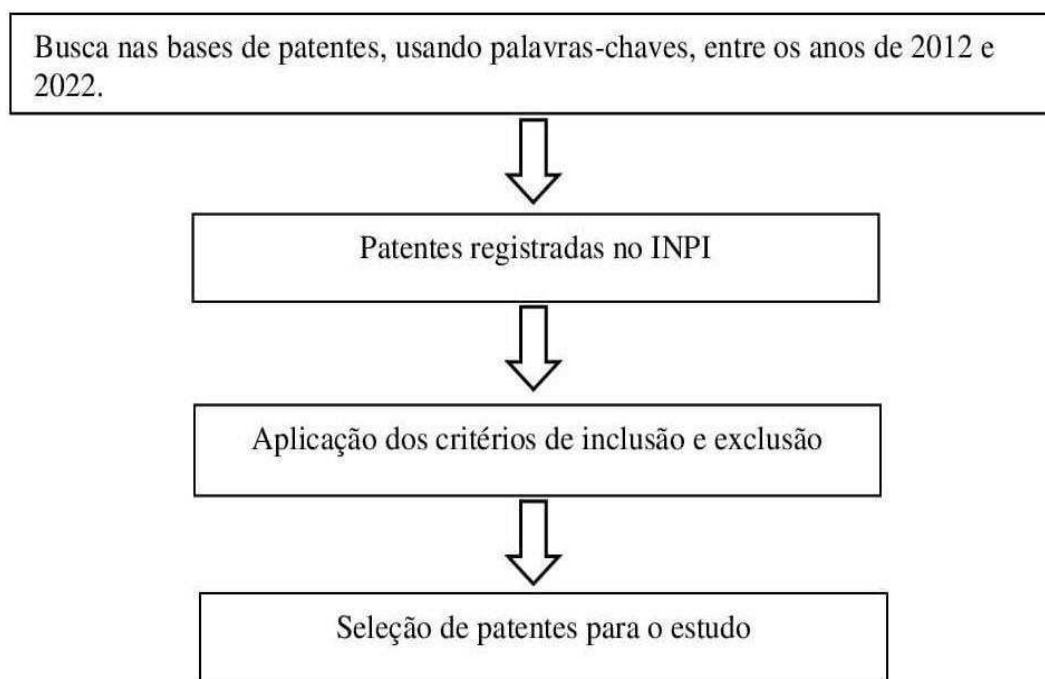 Busca nas bases de patentes, usando palavras-chaves, entre os anos de 2012 e
2022.
Patentes registradas no INPI
Aplicação dos critérios de inclusão e exclusão
Seleção de patentes para o estudo